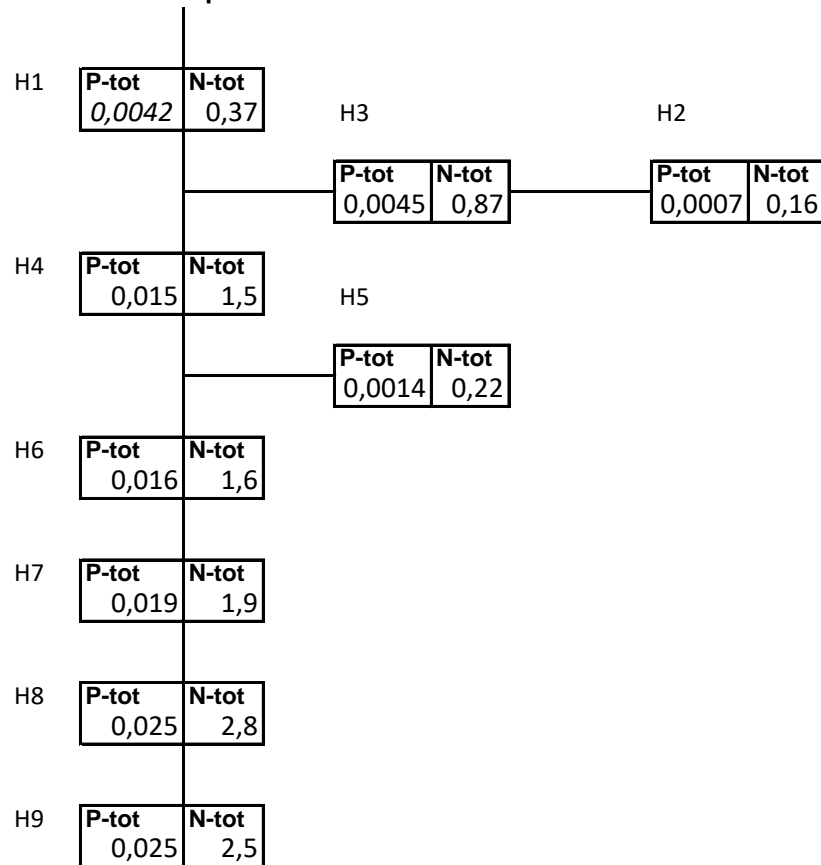 H1
P-tot N-tot
0,0042 0,37
H3 H2
P-tot N-tot P-tot N-tot
0,0045 0,87 0,0007 0,16
H4
P-tot N-tot
0,015 1,5
H5
P-tot N-tot
0,0014 0,22
H6
P-tot N-tot
0,016 1,6
H7
P-tot N-tot
0,019 1,9
H8
P-tot N-tot
0,025 2,8
H9
P-tot N-tot
0,025 2,5